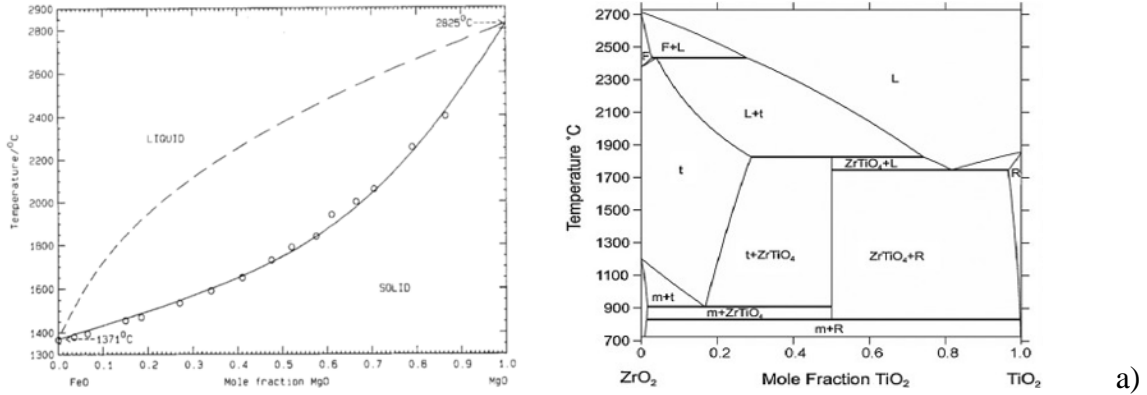 2900
2800
2600
2400
2200
2000
1800
1600
1400
1300
Temperature/°C
2825°C
LIQUID
SOLID
1371°C
0.0 0.1 0.2 0.3 0.4 0.5 0.6 0.7 0.8 0.9 1.0
FeO Mole fraction MgO MgO
2700
2500
2300
2100
1900
1700
1500
1300
1100
900
700
Temperature °C
F+L
F
L
L+t
ZrTiO4+L
R
t
t+ZrTiO4
ZrTiO4+R
m+t
m+ZrTiO4
m+R
0 0.2 0.4 0.6 0.8 1.0
ZrO2 Mole Fraction TiO2 TiO2
a)